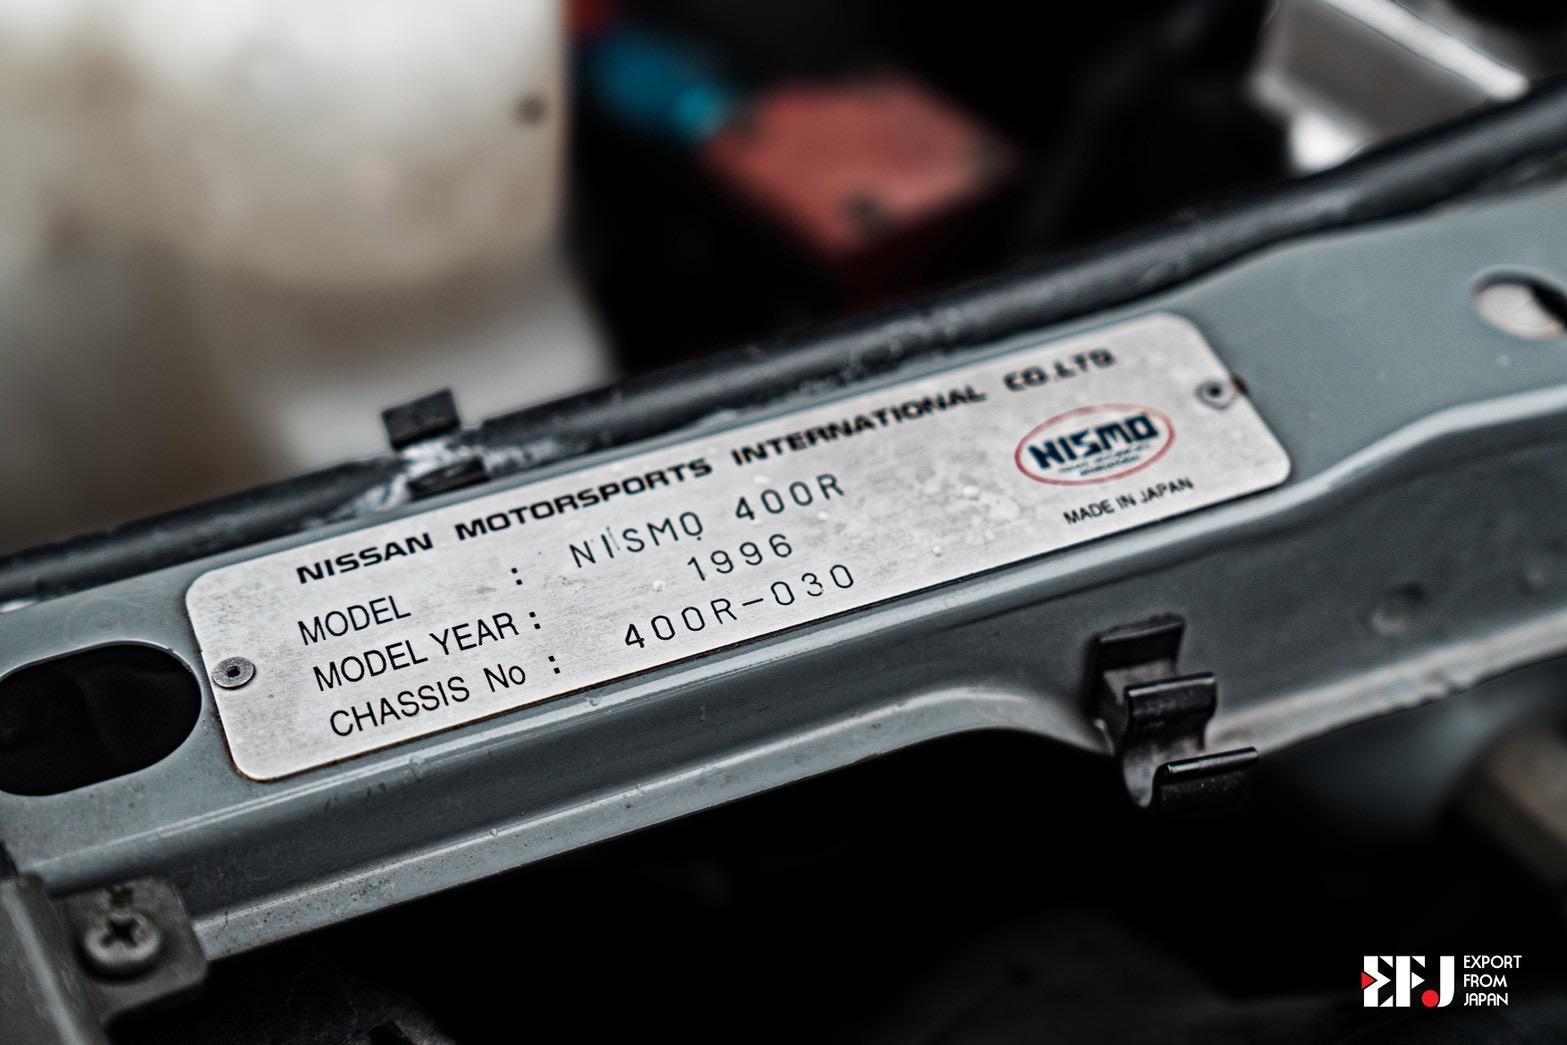 NISSAN MOTORSPORTS INTERNATIONAL CO.LTD
MODEL : NISMO 400R
MODEL YEAR : 1996
CHASSIS No : 400R-030
NISMO
MADE IN JAPAN
EFJ
EXPORT
FROM
JAPAN